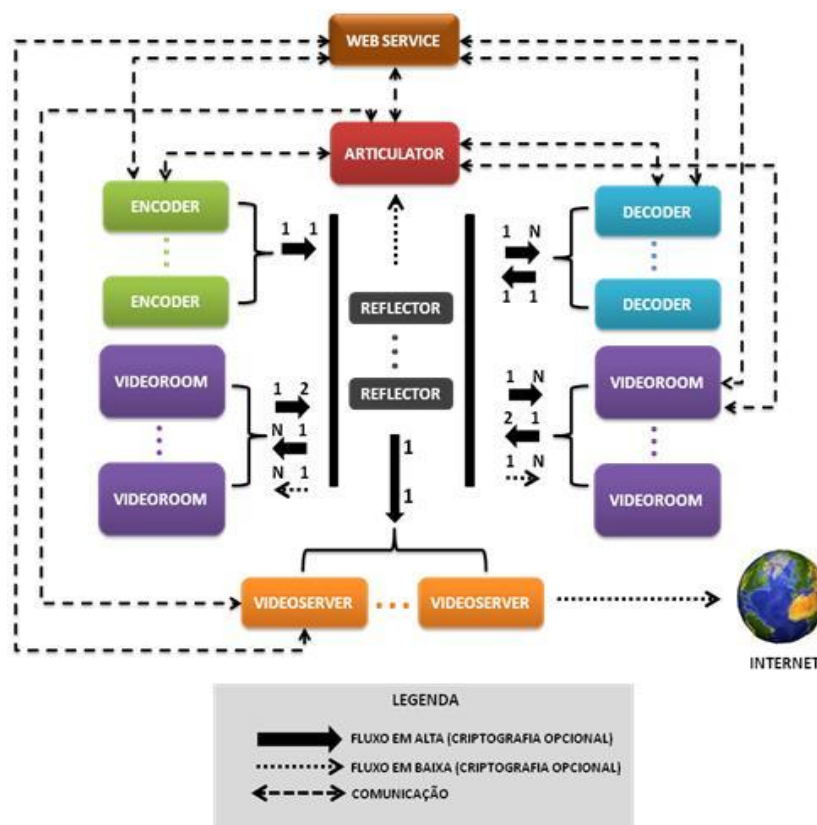 WEB SERVICE
ARTICULATOR
ENCODER
ENCODER
1 1
DECODER
DECODER
1 N
1 1
REFLECTOR
REFLECTOR
VIDEOROOM
VIDEOROOM
1 2
N 1
N 1
VIDEOROOM
VIDEOROOM
1 N
2 1
1 N
1
1
VIDEOSERVER
VIDEOSERVER
INTERNET
LEGENDA
FLUXO EM ALTA (CRIPTOGRAFIA OPCIONAL)
FLUXO EM BAIXA (CRIPTOGRAFIA OPCIONAL)
COMUNICAÇÃO